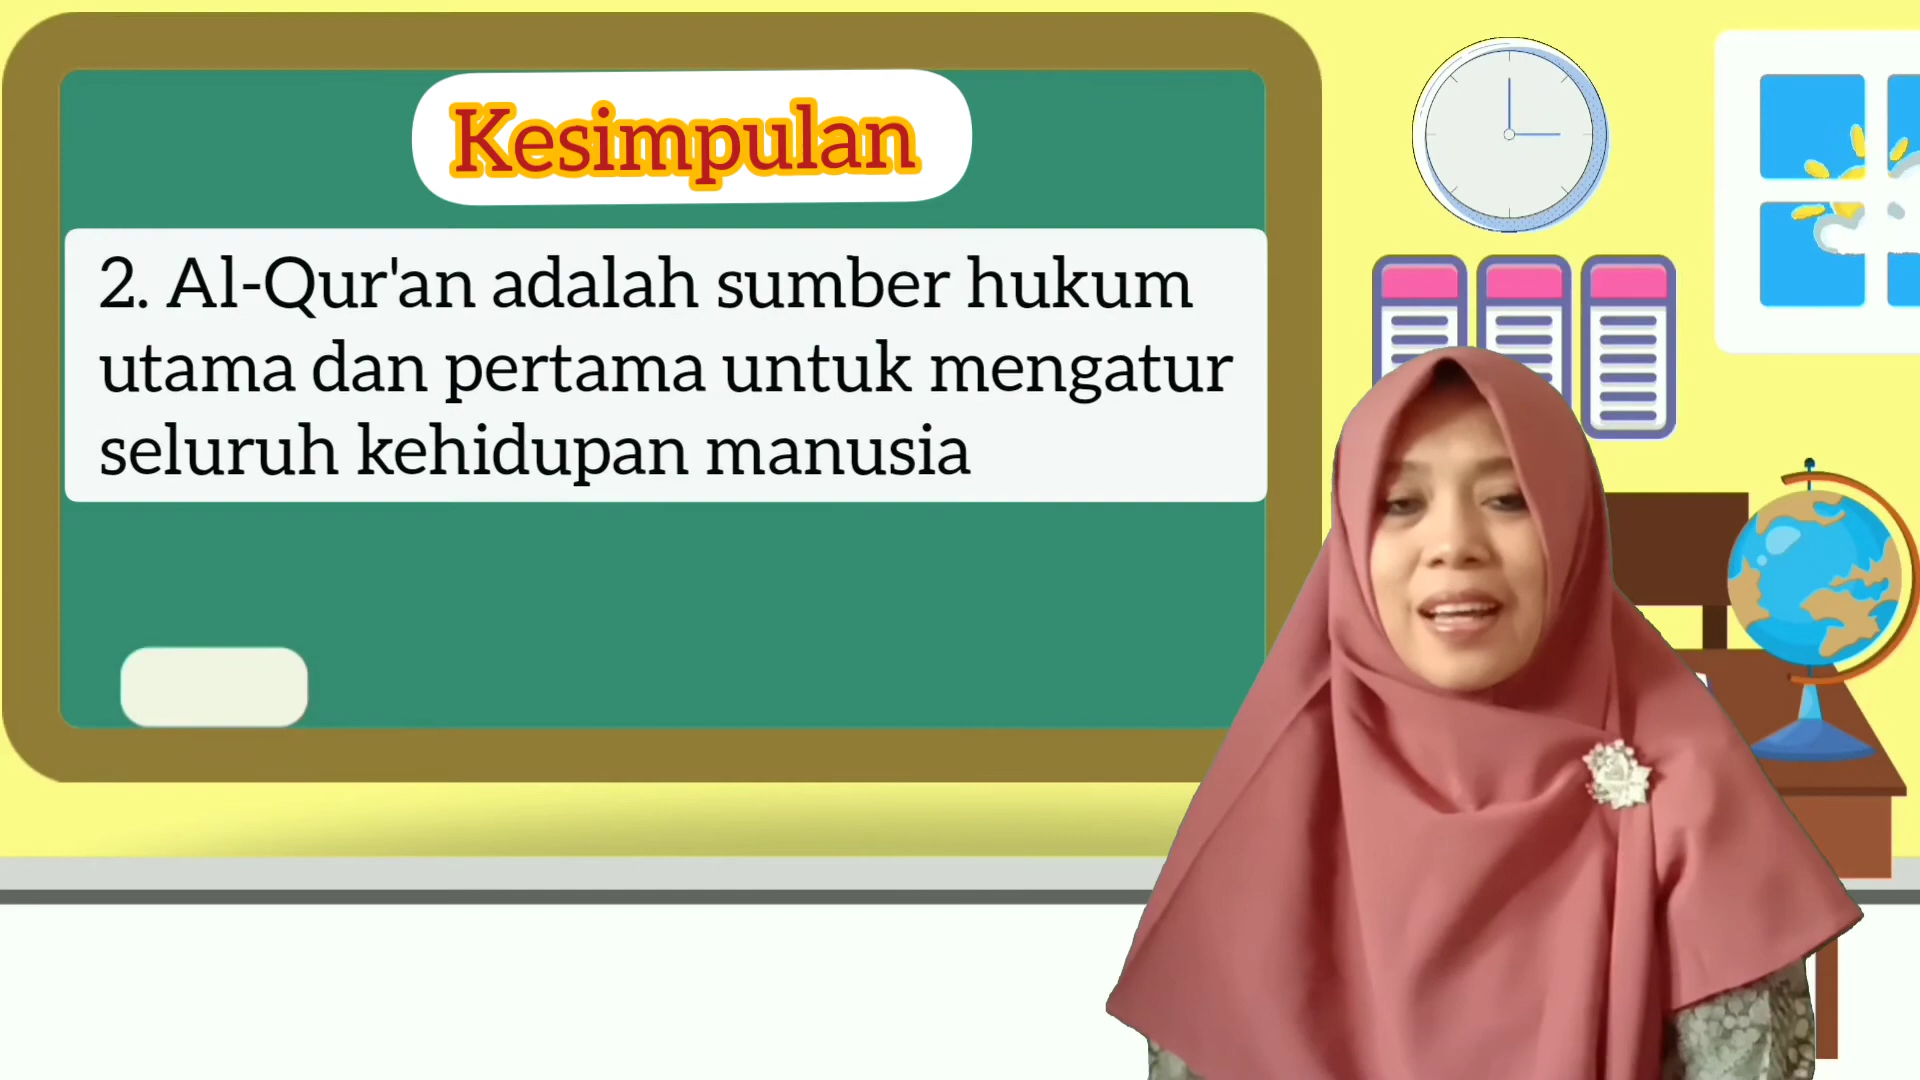 Kesimpulan
2. Al-Qur'an adalah sumber hukum
utama dan pertama untuk mengatur
seluruh kehidupan manusia